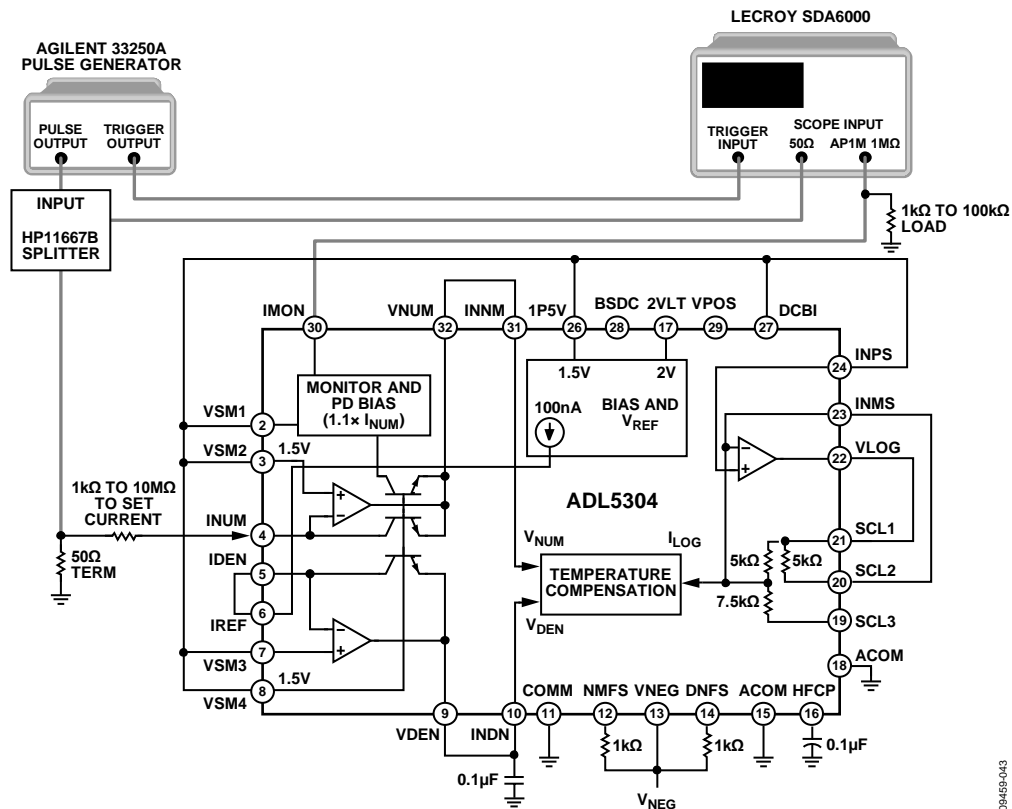 LECROY SDA6000
AGILENT 33250A
PULSE GENERATOR
PULSE
OUTPUT
TRIGGER
OUTPUT
TRIGGER
INPUT
SCOPE INPUT
50Ω
AP1M 1MΩ
INPUT
HP11667B
SPLITTER
1kΩ TO 100kΩ
LOAD
IMON
VNUM
INNM
1P5V
BSDC
2VLT
VPOS
DCBI
30
32
31
26
28
17
29
27
INPS
24
MONITOR AND
PD BIAS
(1.1× INUM)
1.5V
2V
100nA
BIAS AND
VREF
VSM1
2
INMS
23
VSM2
3
1.5V
VLOG
22
1kΩ TO 10MΩ
TO SET
CURRENT
INUM
4
ADL5304
50Ω
TERM
IDEN
5
VNUM
ILOG
SCL1
21
5kΩ
5kΩ
TEMPERATURE
COMPENSATION
SCL2
20
6
IREF
VDEN
7.5kΩ
SCL3
19
7
VSM3
ACOM
18
8
1.5V
VSM4
COMM
NMFS
VNEG
DNFS
ACOM
HFCP
9
10
11
12
13
14
15
16
VDEN
INDN
1kΩ
1kΩ
0.1µF
0.1µF
VNEG
09459-043